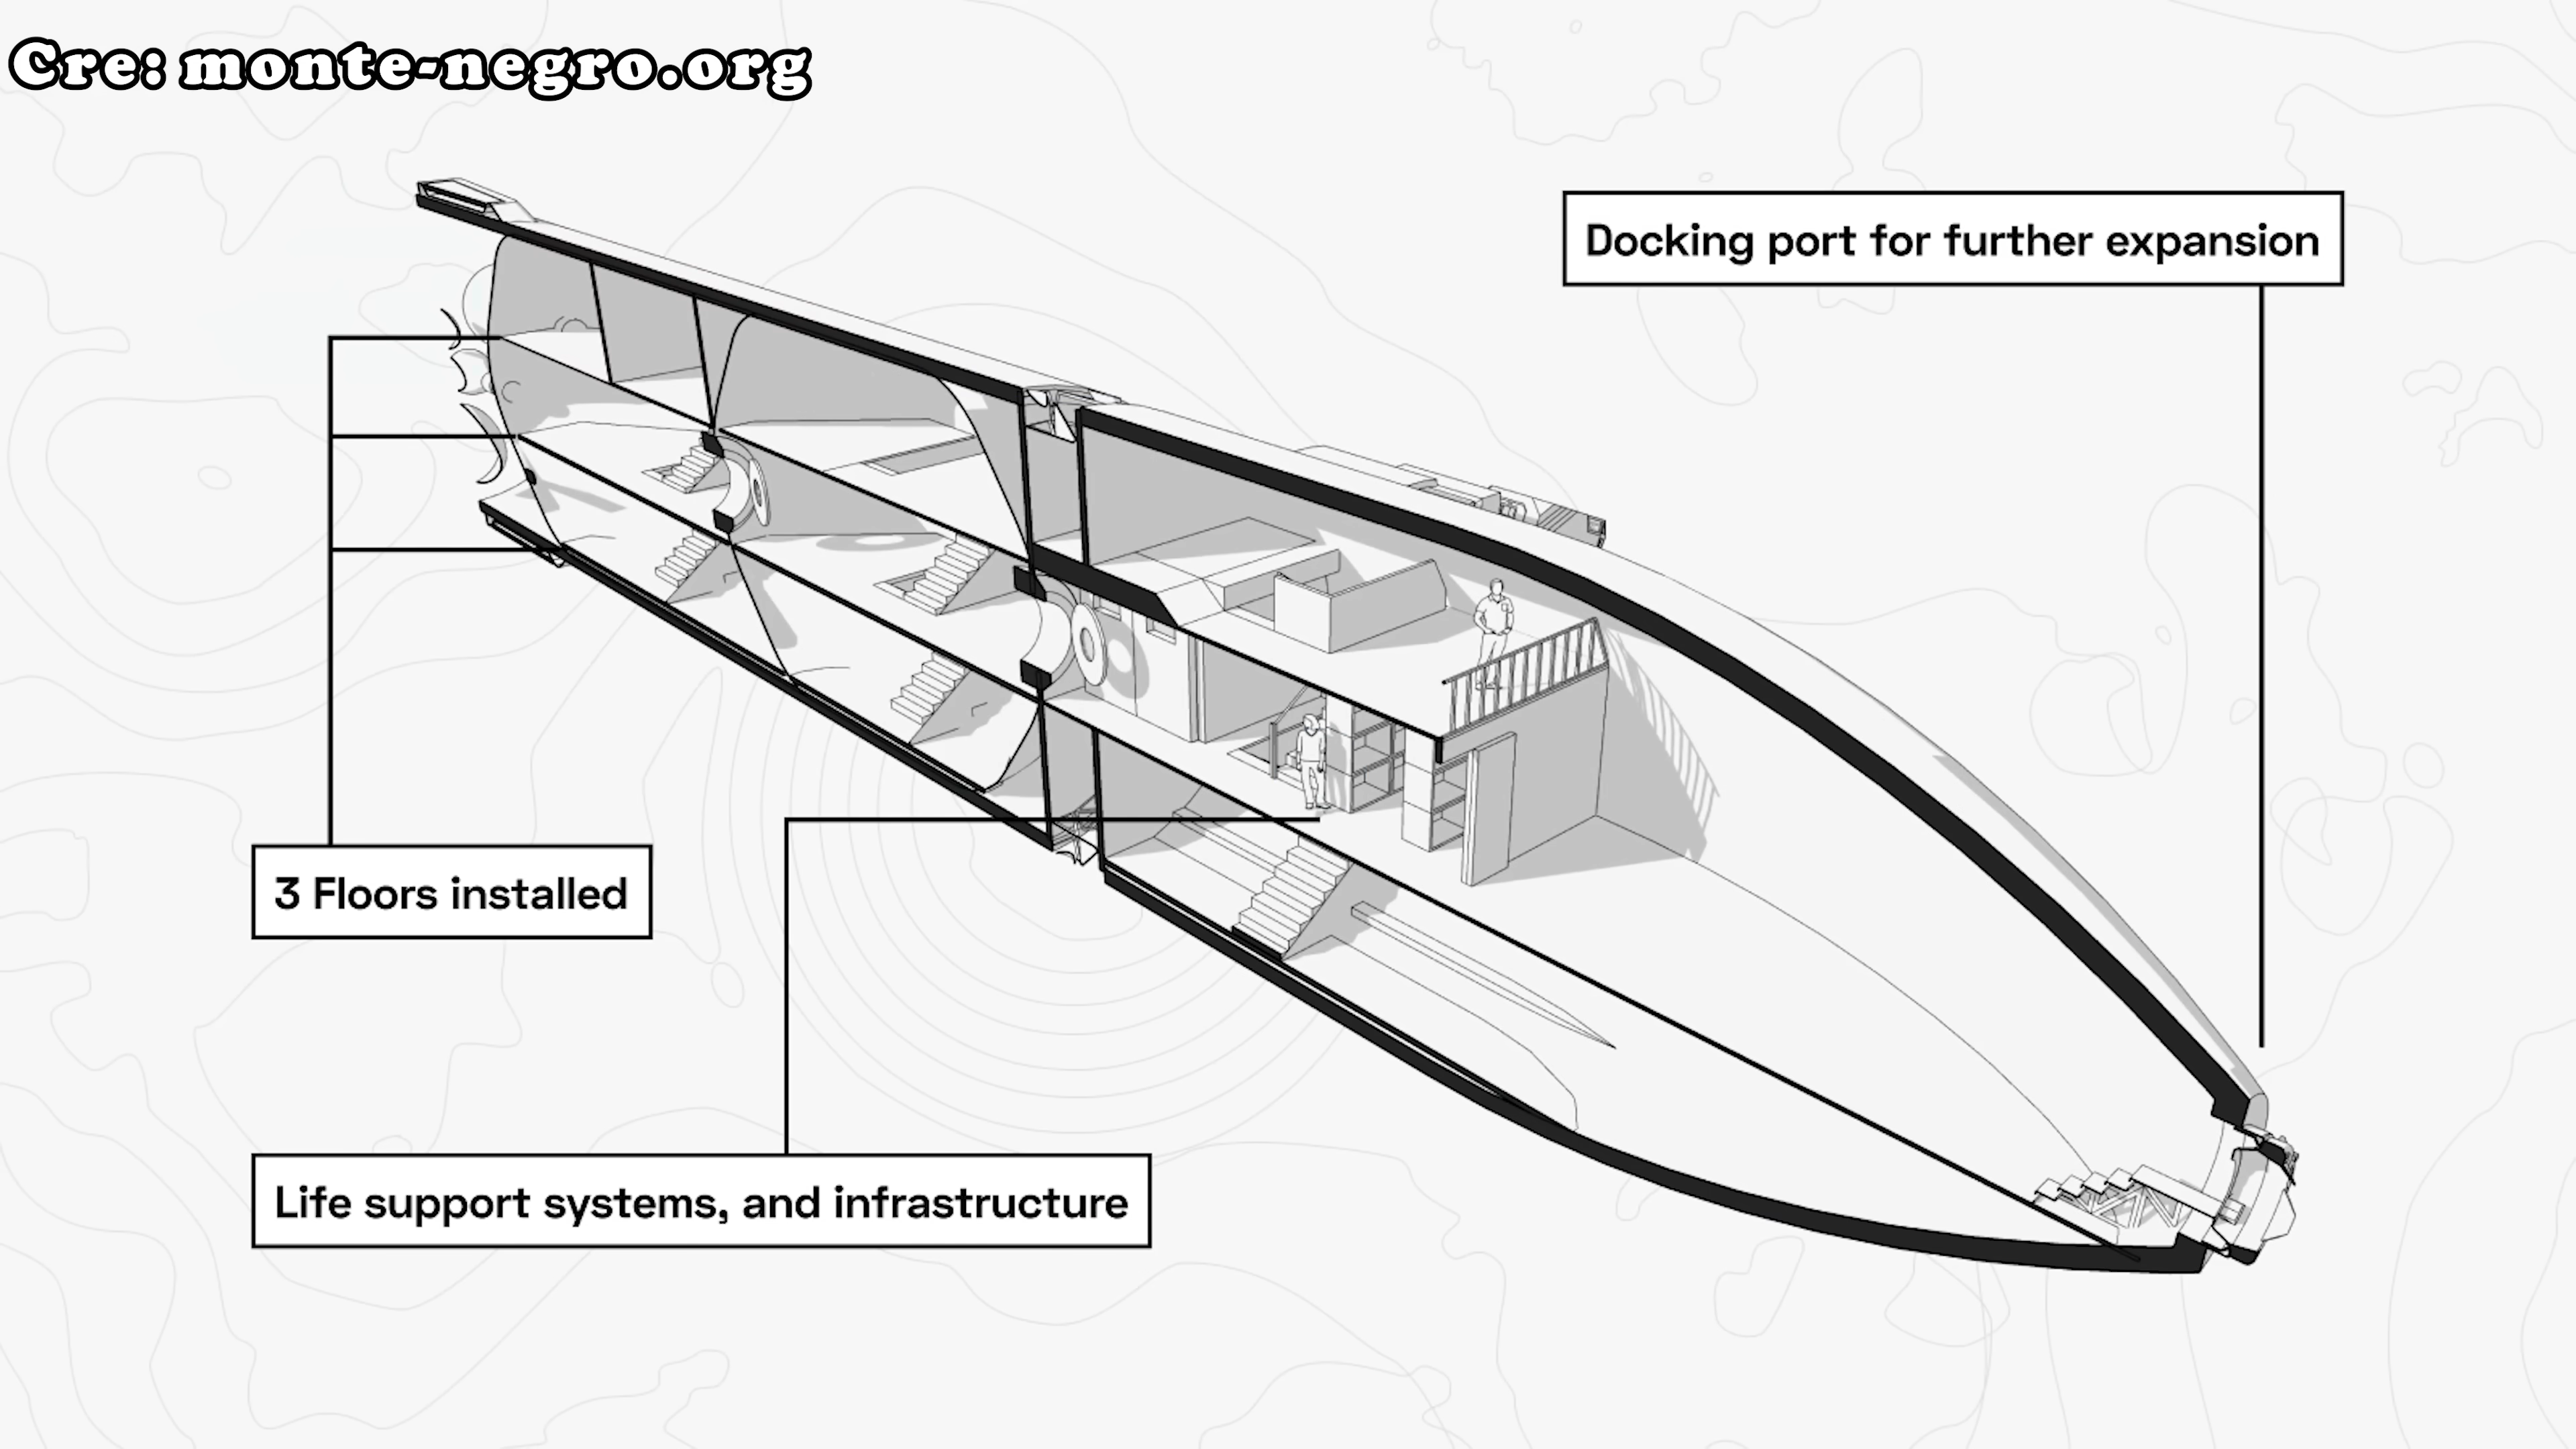 Cre: monte-negro.org
Docking port for further expansion
3 Floors installed
Life support systems, and infrastructure